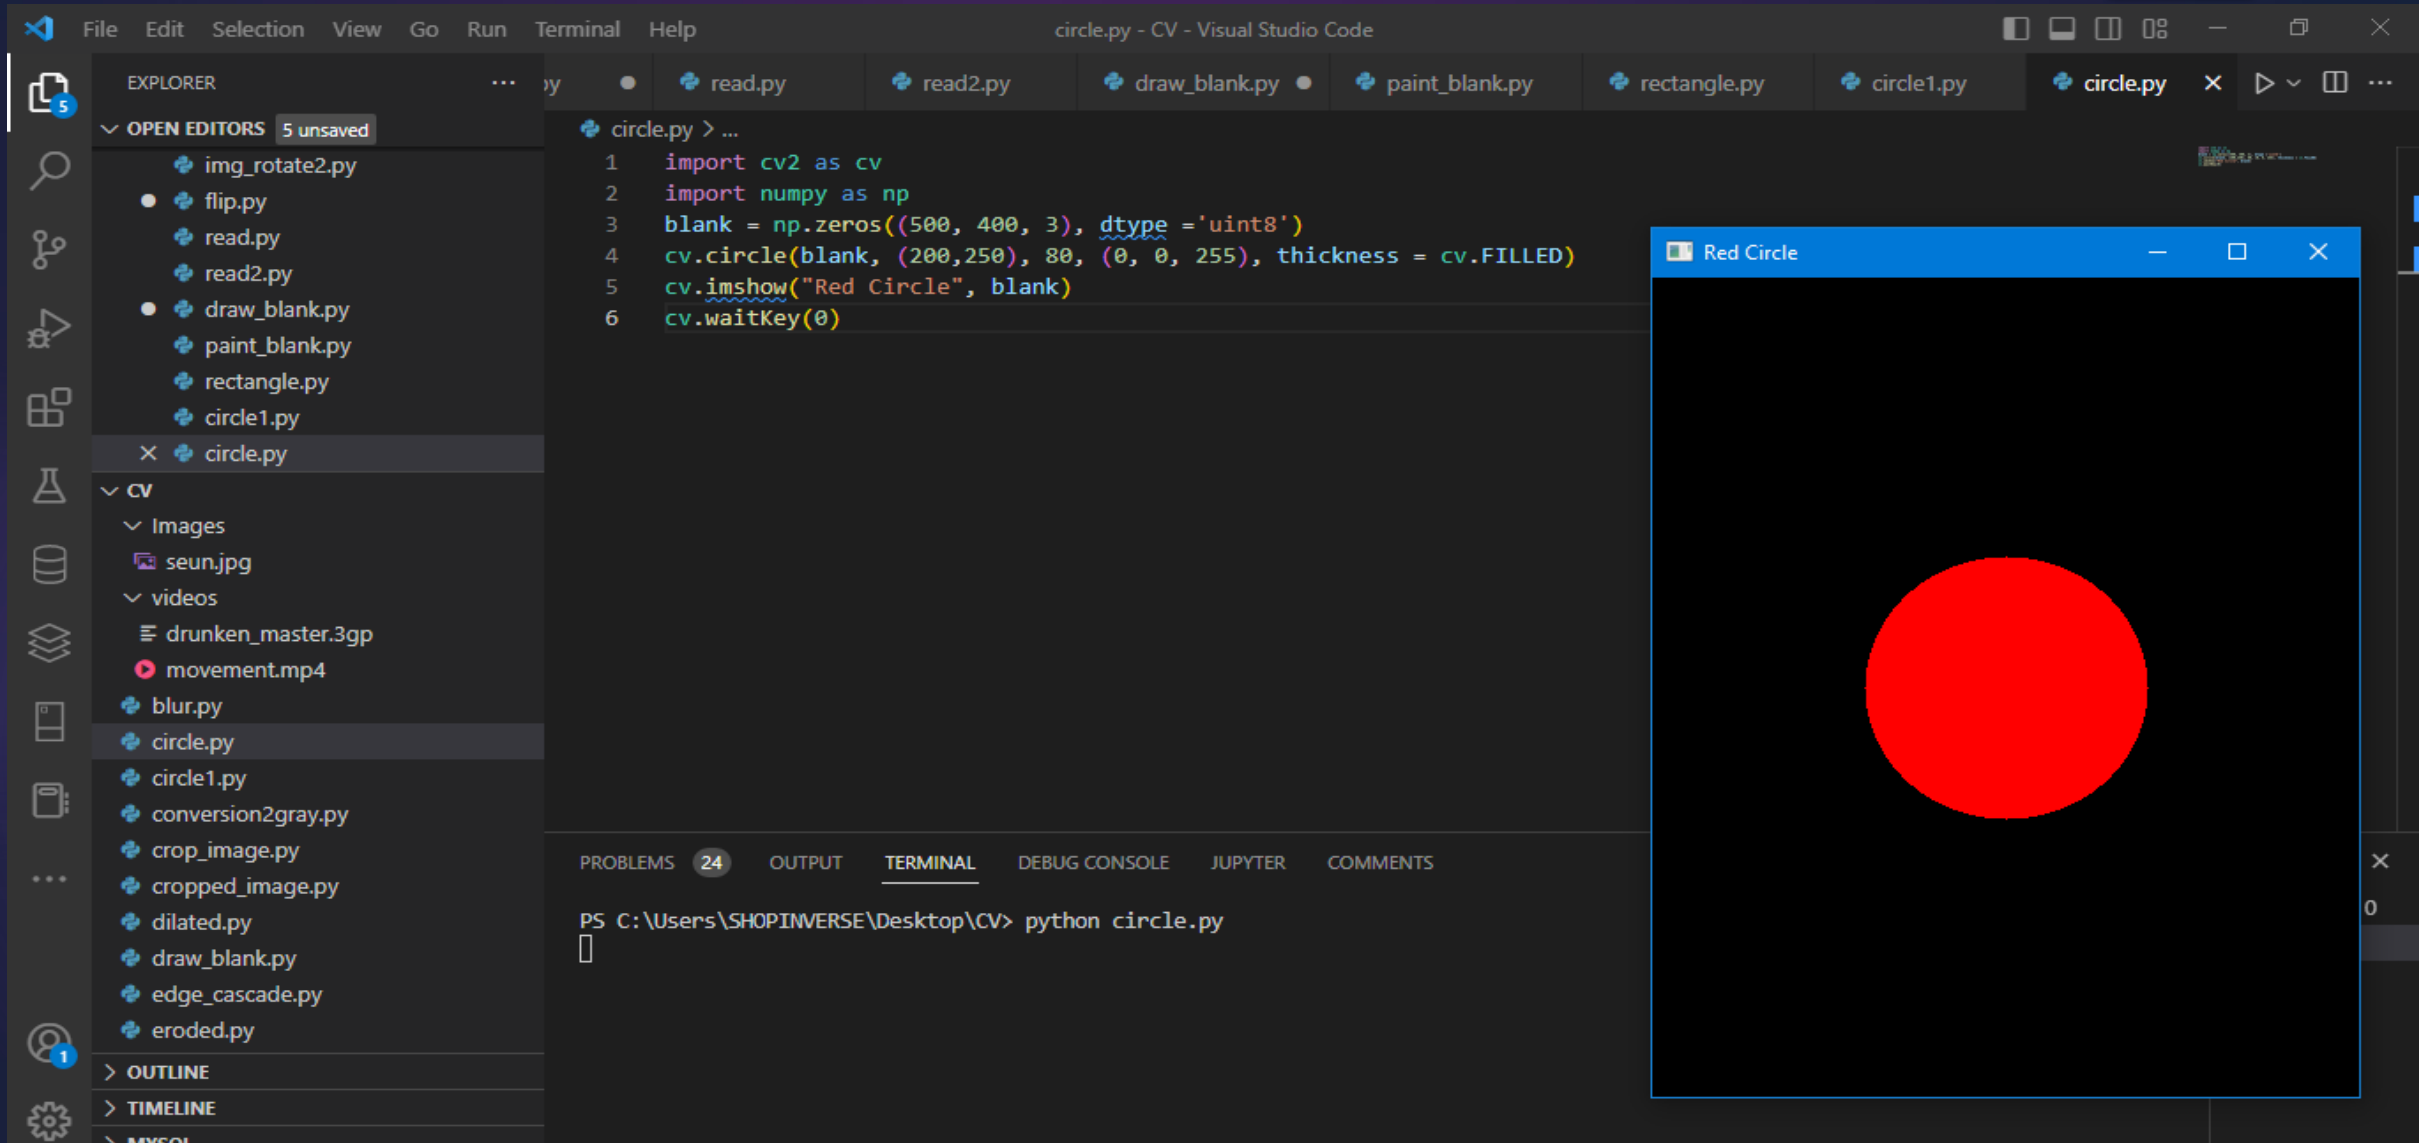 File Edit Selection View Go Run Terminal Help
circle.py - CV - Visual Studio Code
EXPLORER
py read.py read2.py draw_blank.py paint_blank.py rectangle.py circle1.py circle.py
OPEN EDITORS 5 unsaved
img_rotate2.py
flip.py
read.py
read2.py
draw_blank.py
paint_blank.py
rectangle.py
circle1.py
circle.py
CV
Images
seun.jpg
videos
drunken_master.3gp
movement.mp4
blur.py
circle.py
circle1.py
conversion2gray.py
crop_image.py
cropped_image.py
dilated.py
draw_blank.py
edge_cascade.py
eroded.py
OUTLINE
TIMELINE
MYSQL
5
1
circle.py > ...
1 import cv2 as cv
2 import numpy as np
3 blank = np.zeros((500, 400, 3), dtype ='uint8')
4 cv.circle(blank, (200,250), 80, (0, 0, 255), thickness = cv.FILLED)
5 cv.imshow("Red Circle", blank)
6 cv.waitKey(0)
Red Circle
PROBLEMS 24 OUTPUT TERMINAL DEBUG CONSOLE JUPYTER COMMENTS
PS C:\Users\SHOPINVERSE\Desktop\CV> python circle.py